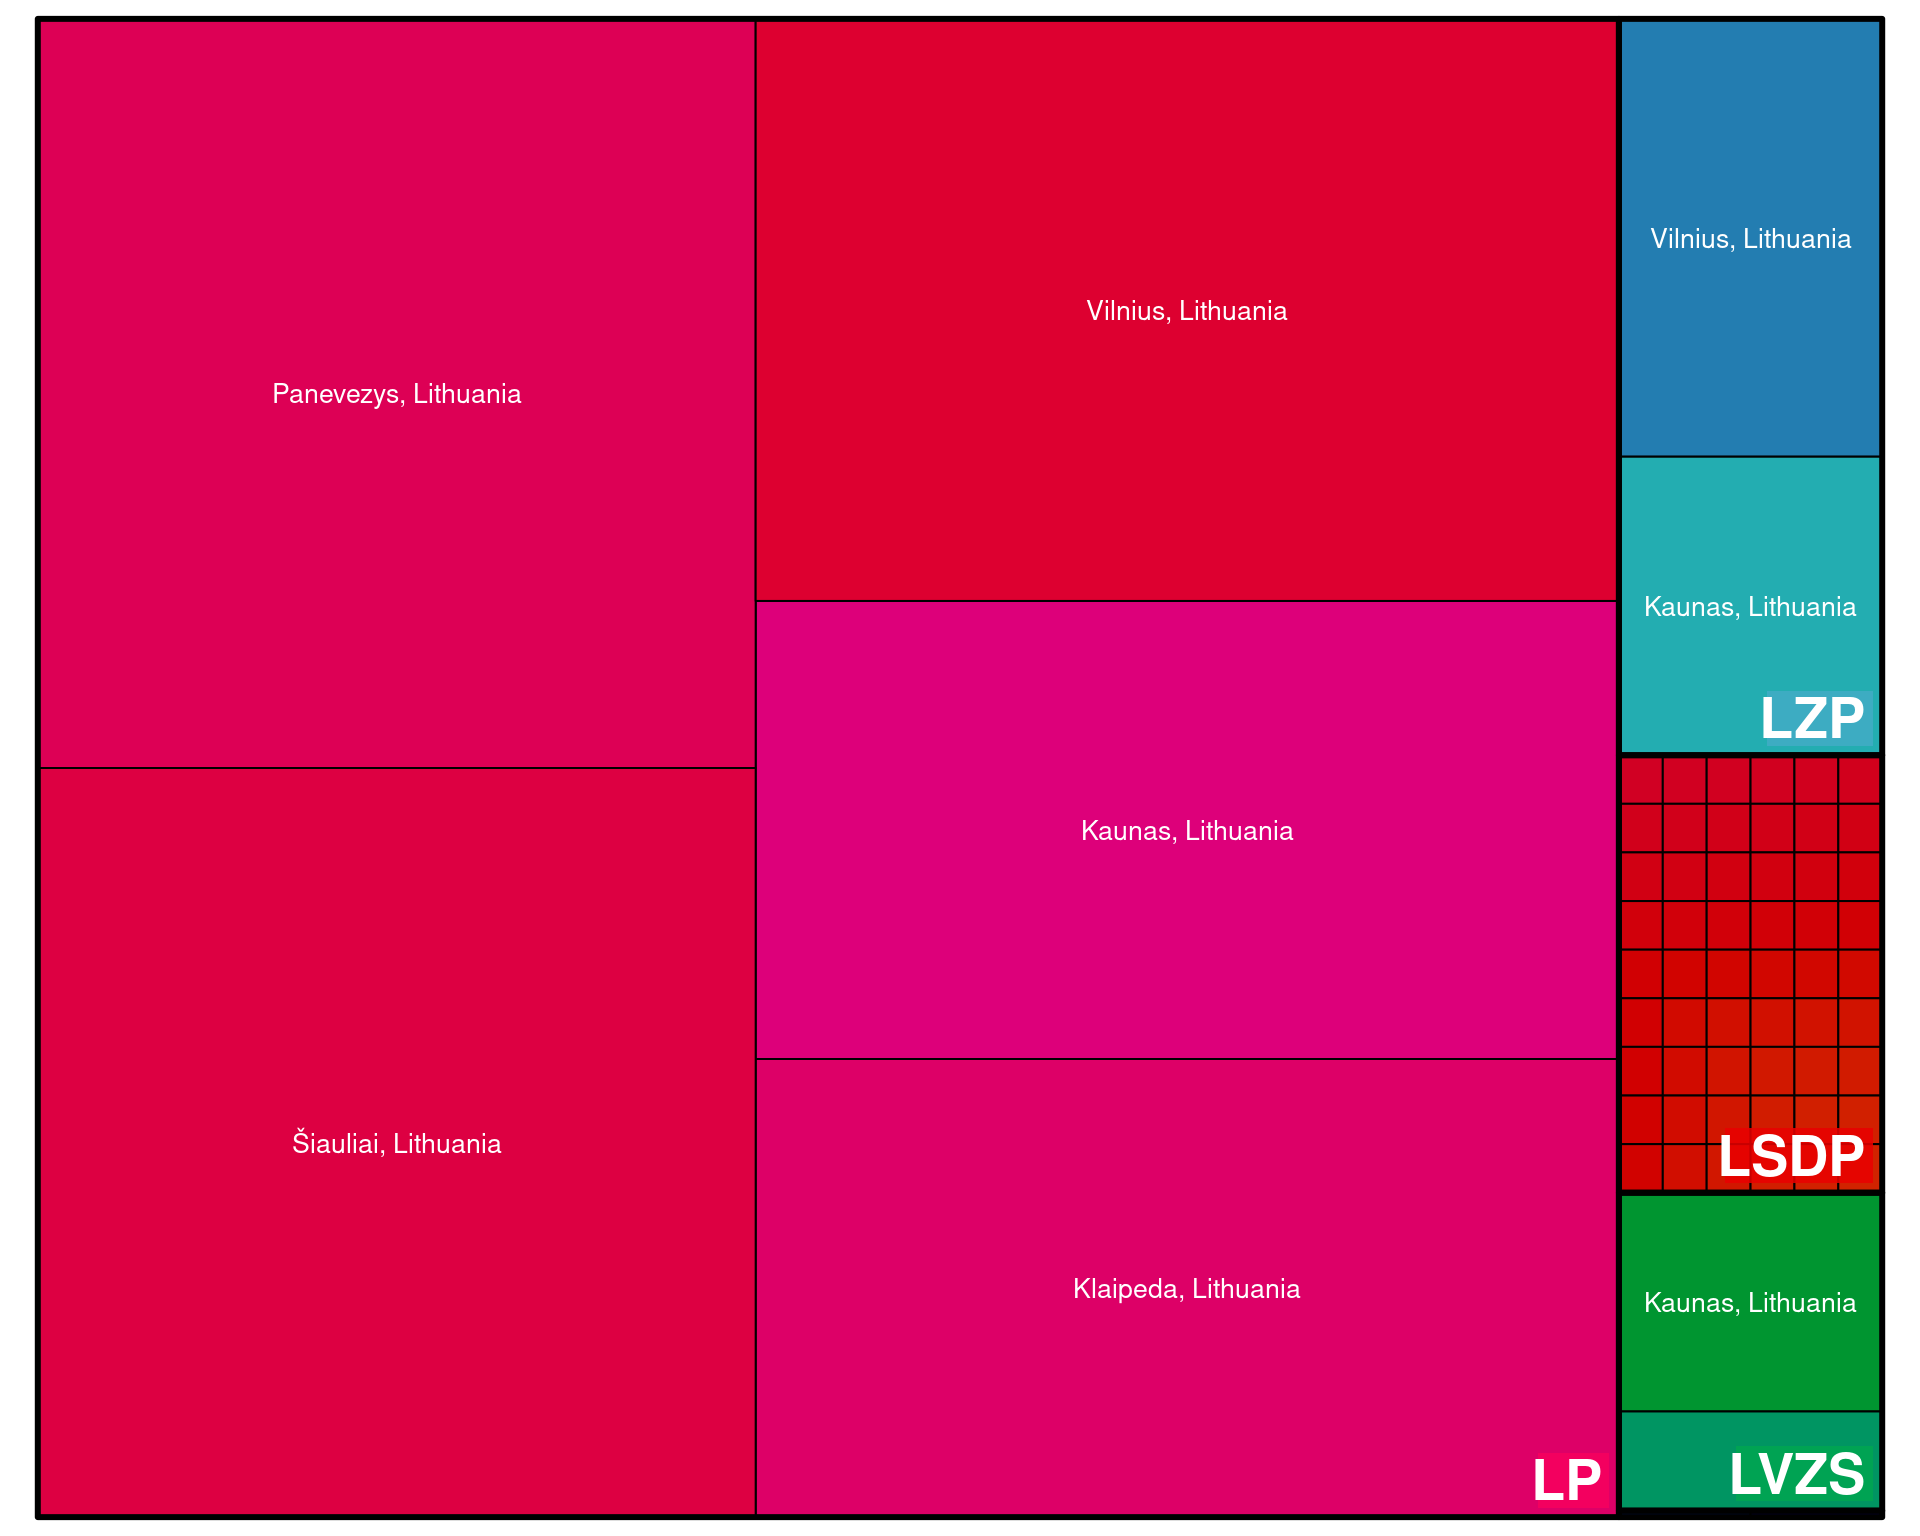 Panevezys, Lithuania
Šiauliai, Lithuania
Vilnius, Lithuania
Kaunas, Lithuania
Klaipeda, Lithuania
LP
Vilnius, Lithuania
Kaunas, Lithuania
LZP
LSDP
Kaunas, Lithuania
LVZS